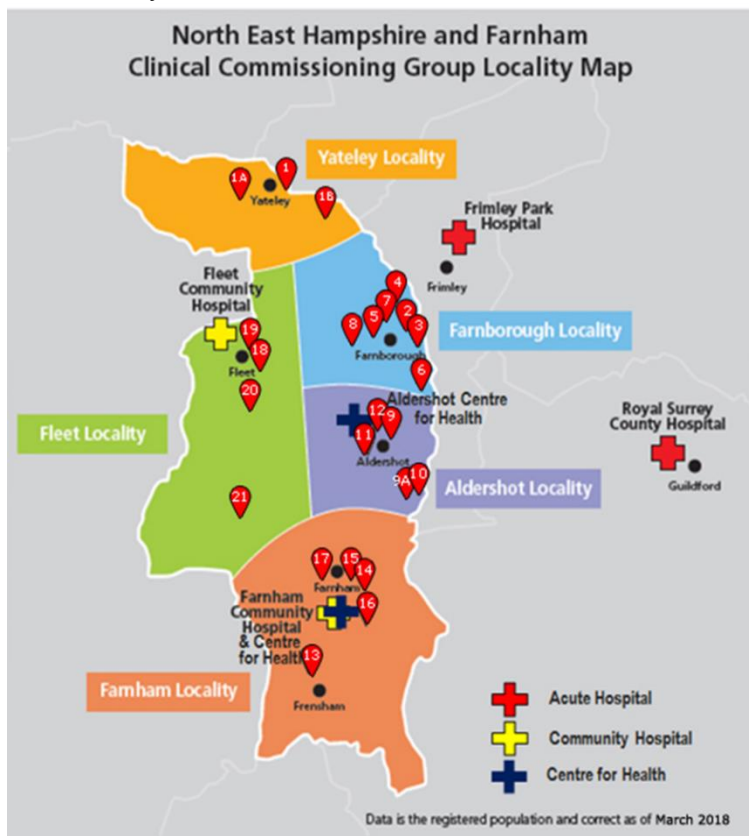 North East Hampshire and Farnham
Clinical Commissioning Group Locality Map
Yateley Locality
1A
1
1B
Yateley
Frimley Park
Hospital
Frimley
Fleet
Community
Hospital
4
7
2
5
8
3
Farnborough
Farnborough Locality
19
18
Fleet
6
20
Aldershot Centre
for Health
12
9
11
Aldershot
Royal Surrey
County Hospital
Guildford
Fleet Locality
9A
10
Aldershot Locality
21
17
15
14
Farnham
Farnham
Community
Hospital
& Centre
for Health
16
13
Farnham Locality
Frensham
Acute Hospital
Community Hospital
Centre for Health
Data is the registered population and correct as of March 2018